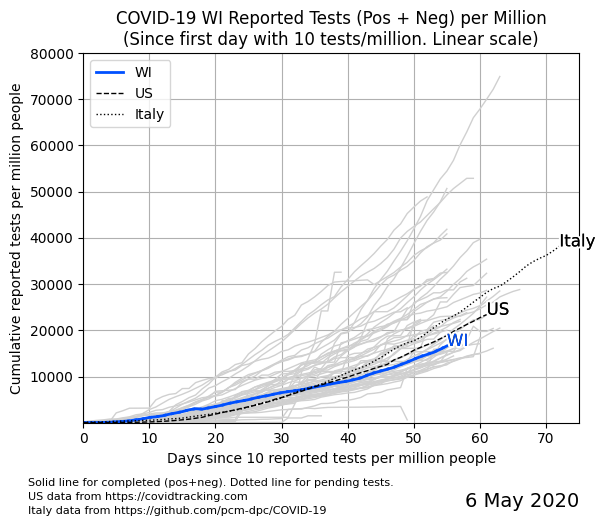 COVID-19 WI Reported Tests (Pos + Neg) per Million
(Since first day with 10 tests/million. Linear scale)
Cumulative reported tests per million people
80000
70000
60000
50000
40000
30000
20000
10000
WI
US
Italy
Italy
US
WI
0
10
20
30
40
50
60
70
Days since 10 reported tests per million people
Solid line for completed (pos+neg). Dotted line for pending tests.
US data from https://covidtracking.com
Italy data from https://github.com/pcm-dpc/COVID-19
6 May 2020